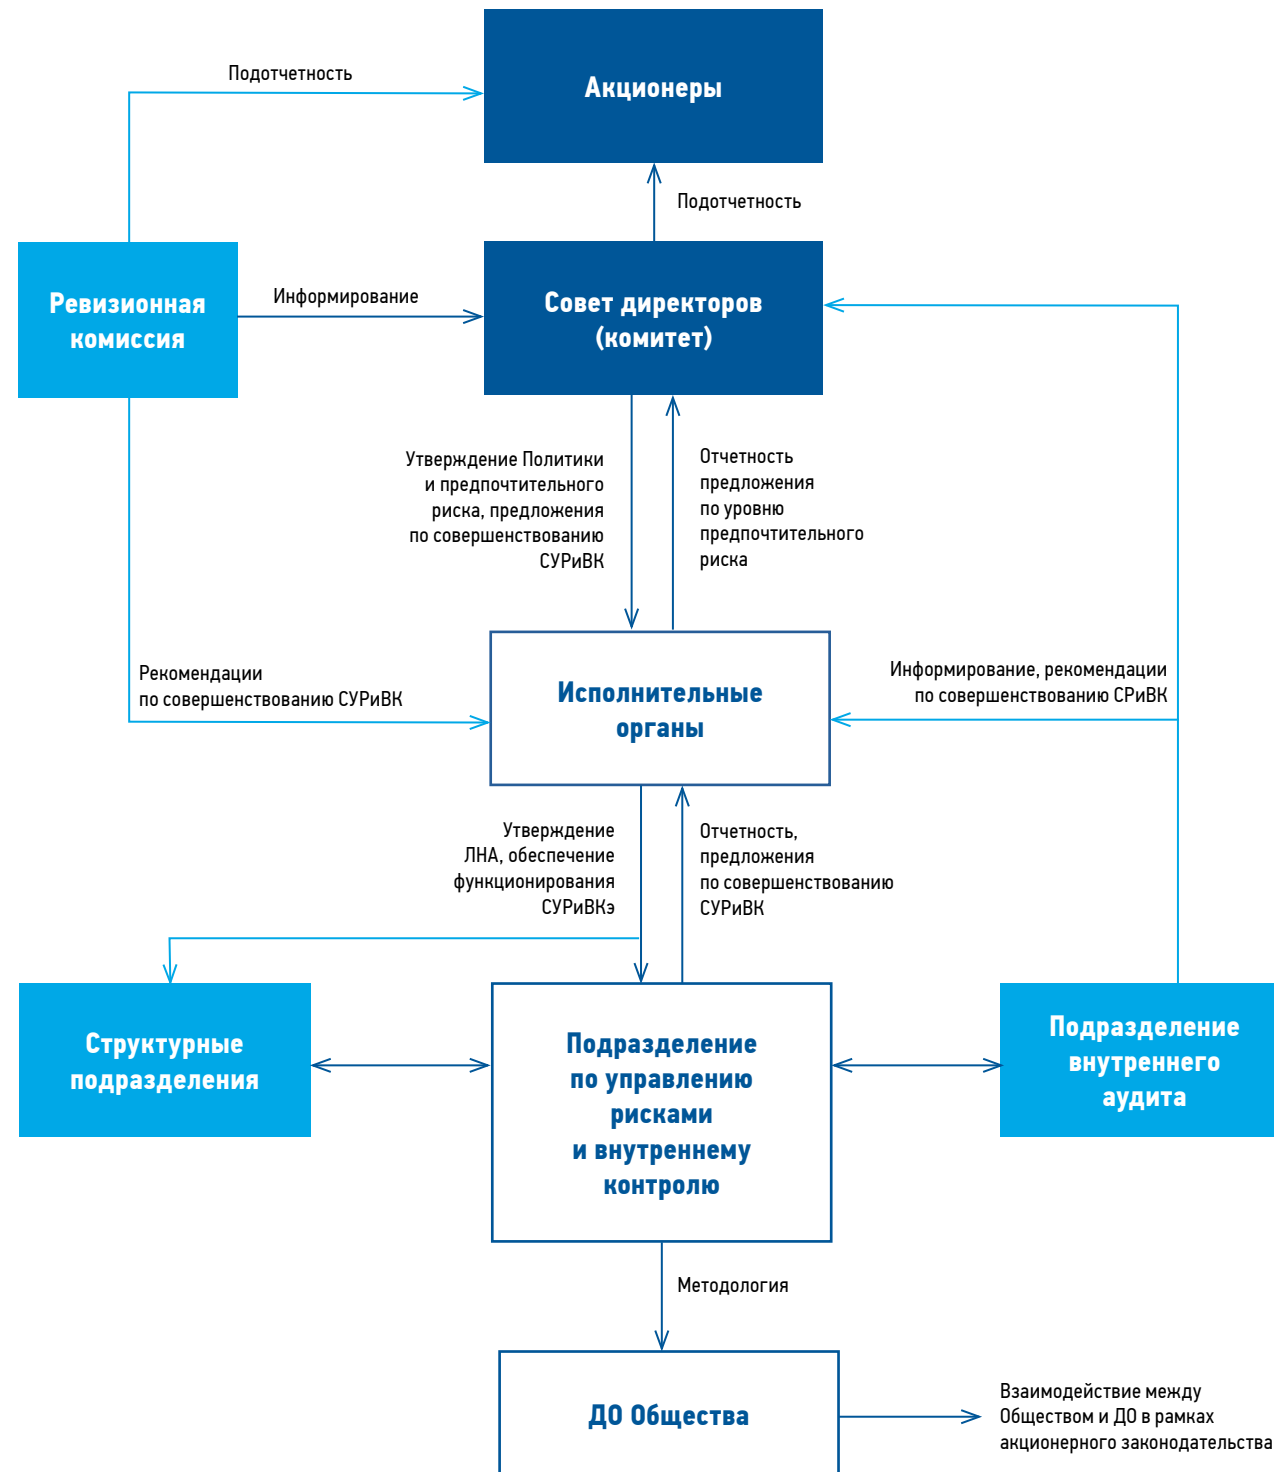 Акционеры
Подотчетность
Подотчетность
Ревизионная
комиссия
Информирование
Совет директоров
(комитет)
Утверждение Политики
и предпочтительного
риска, предложения
по совершенствованию
СУРиВК
Отчетность
предложения
по уровню
предпочтительного
риска
Рекомендации
по совершенствованию СУРиВК
Исполнительные
органы
Информирование, рекомендации
по совершенствованию СРиВК
Утверждение
ЛНА, обеспечение
функционирования
СУРиВКэ
Отчетность,
предложения
по совершенствованию
СУРиВК
Структурные
подразделения
Подразделение
по управлению
рисками
и внутреннему
контролю
Подразделение
внутреннего
аудита
Методология
ДО Общества
Взаимодействие между
Обществом и ДО в рамках
акционерного законодательства